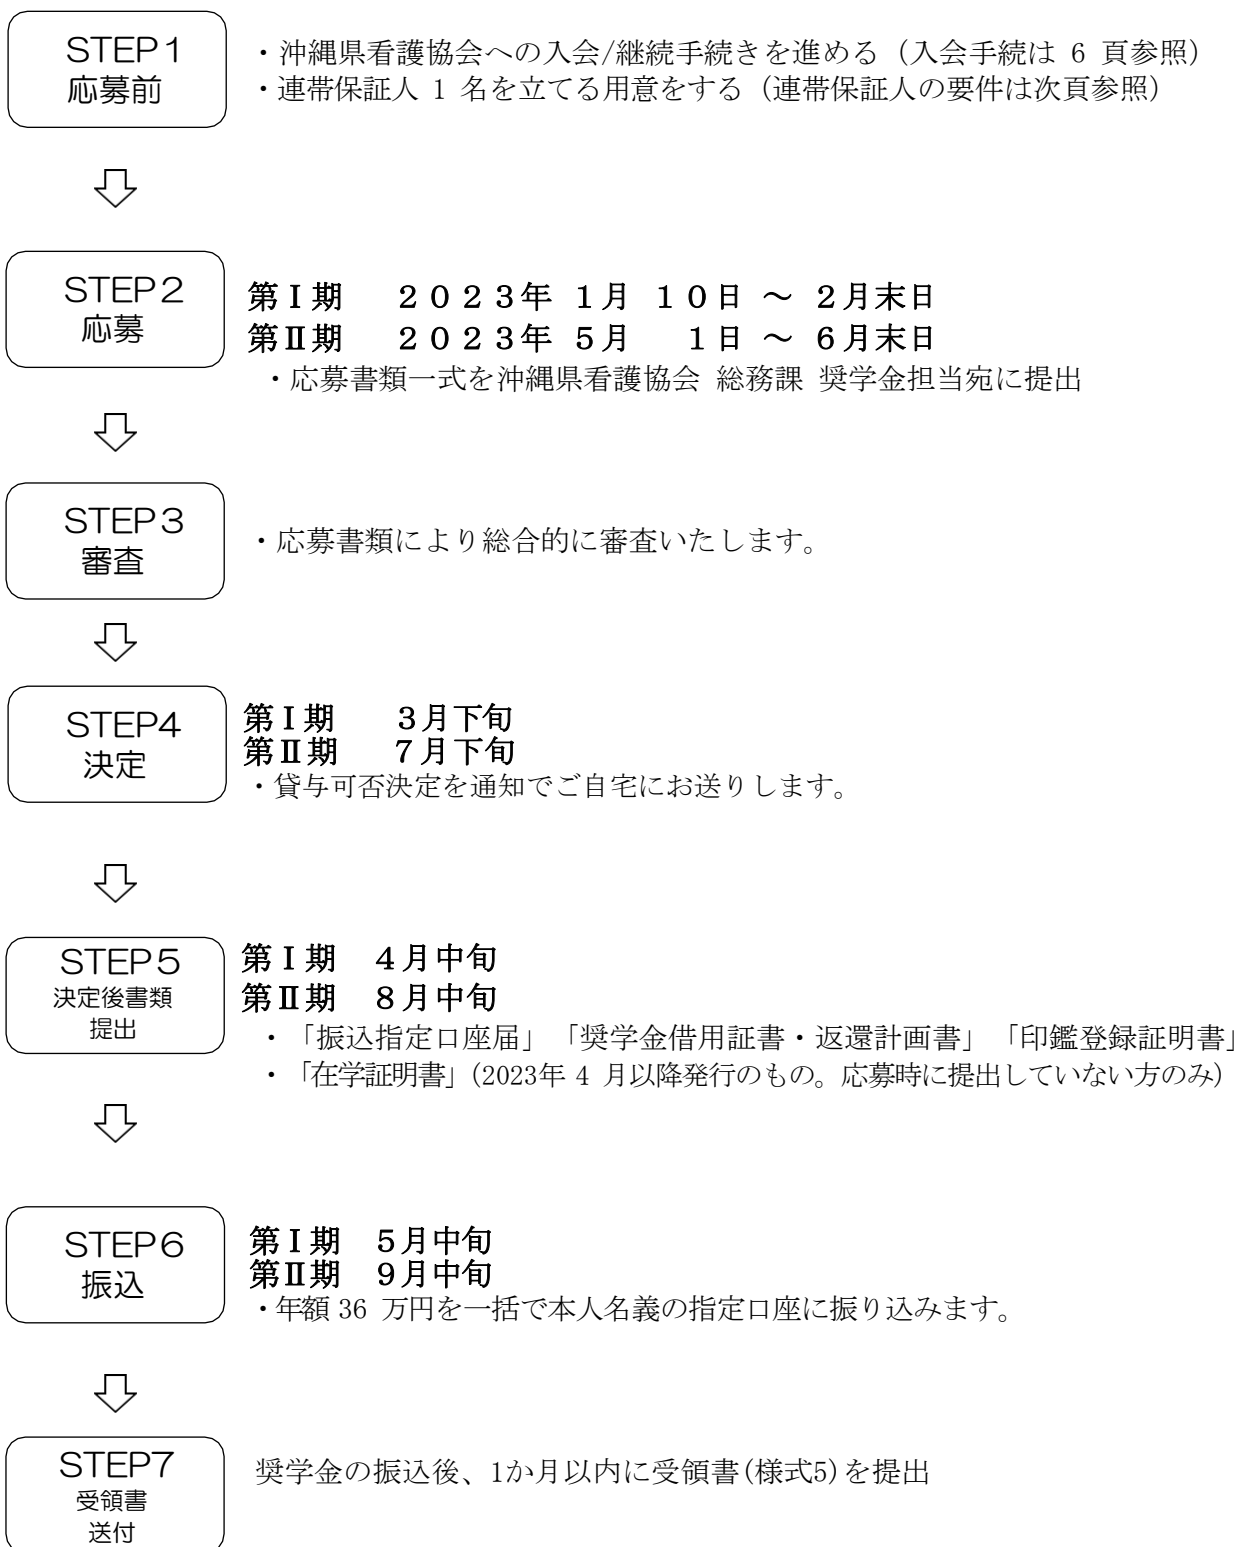 STEP１
応募前
・沖縄県看護協会への入会/継続手続きを進める（入会手続は 6 頁参照）
・連帯保証人 1 名を立てる用意をする（連帯保証人の要件は次頁参照）
STEP２
応募
第Ⅰ期　２０２３年 １月 １０日 ～ ２月末日
第Ⅱ期　２０２３年 ５月　１日 ～ ６月末日
・応募書類一式を沖縄県看護協会 総務課 奨学金担当宛に提出
STEP３
審査
・応募書類により総合的に審査いたします。
STEP4
決定
第Ⅰ期　３月下旬
第Ⅱ期　７月下旬
・貸与可否決定を通知でご自宅にお送りします。
STEP５
決定後書類
提出
第Ⅰ期　４月中旬
第Ⅱ期　８月中旬
・「振込指定口座届」「奨学金借用証書・返還計画書」「印鑑登録証明書」
・「在学証明書」（2023年 4 月以降発行のもの。応募時に提出していない方のみ）
STEP６
振込
第Ⅰ期　５月中旬
第Ⅱ期　９月中旬
・年額 36 万円を一括で本人名義の指定口座に振り込みます。
STEP7
受領書
送付
奨学金の振込後、1か月以内に受領書(様式5)を提出